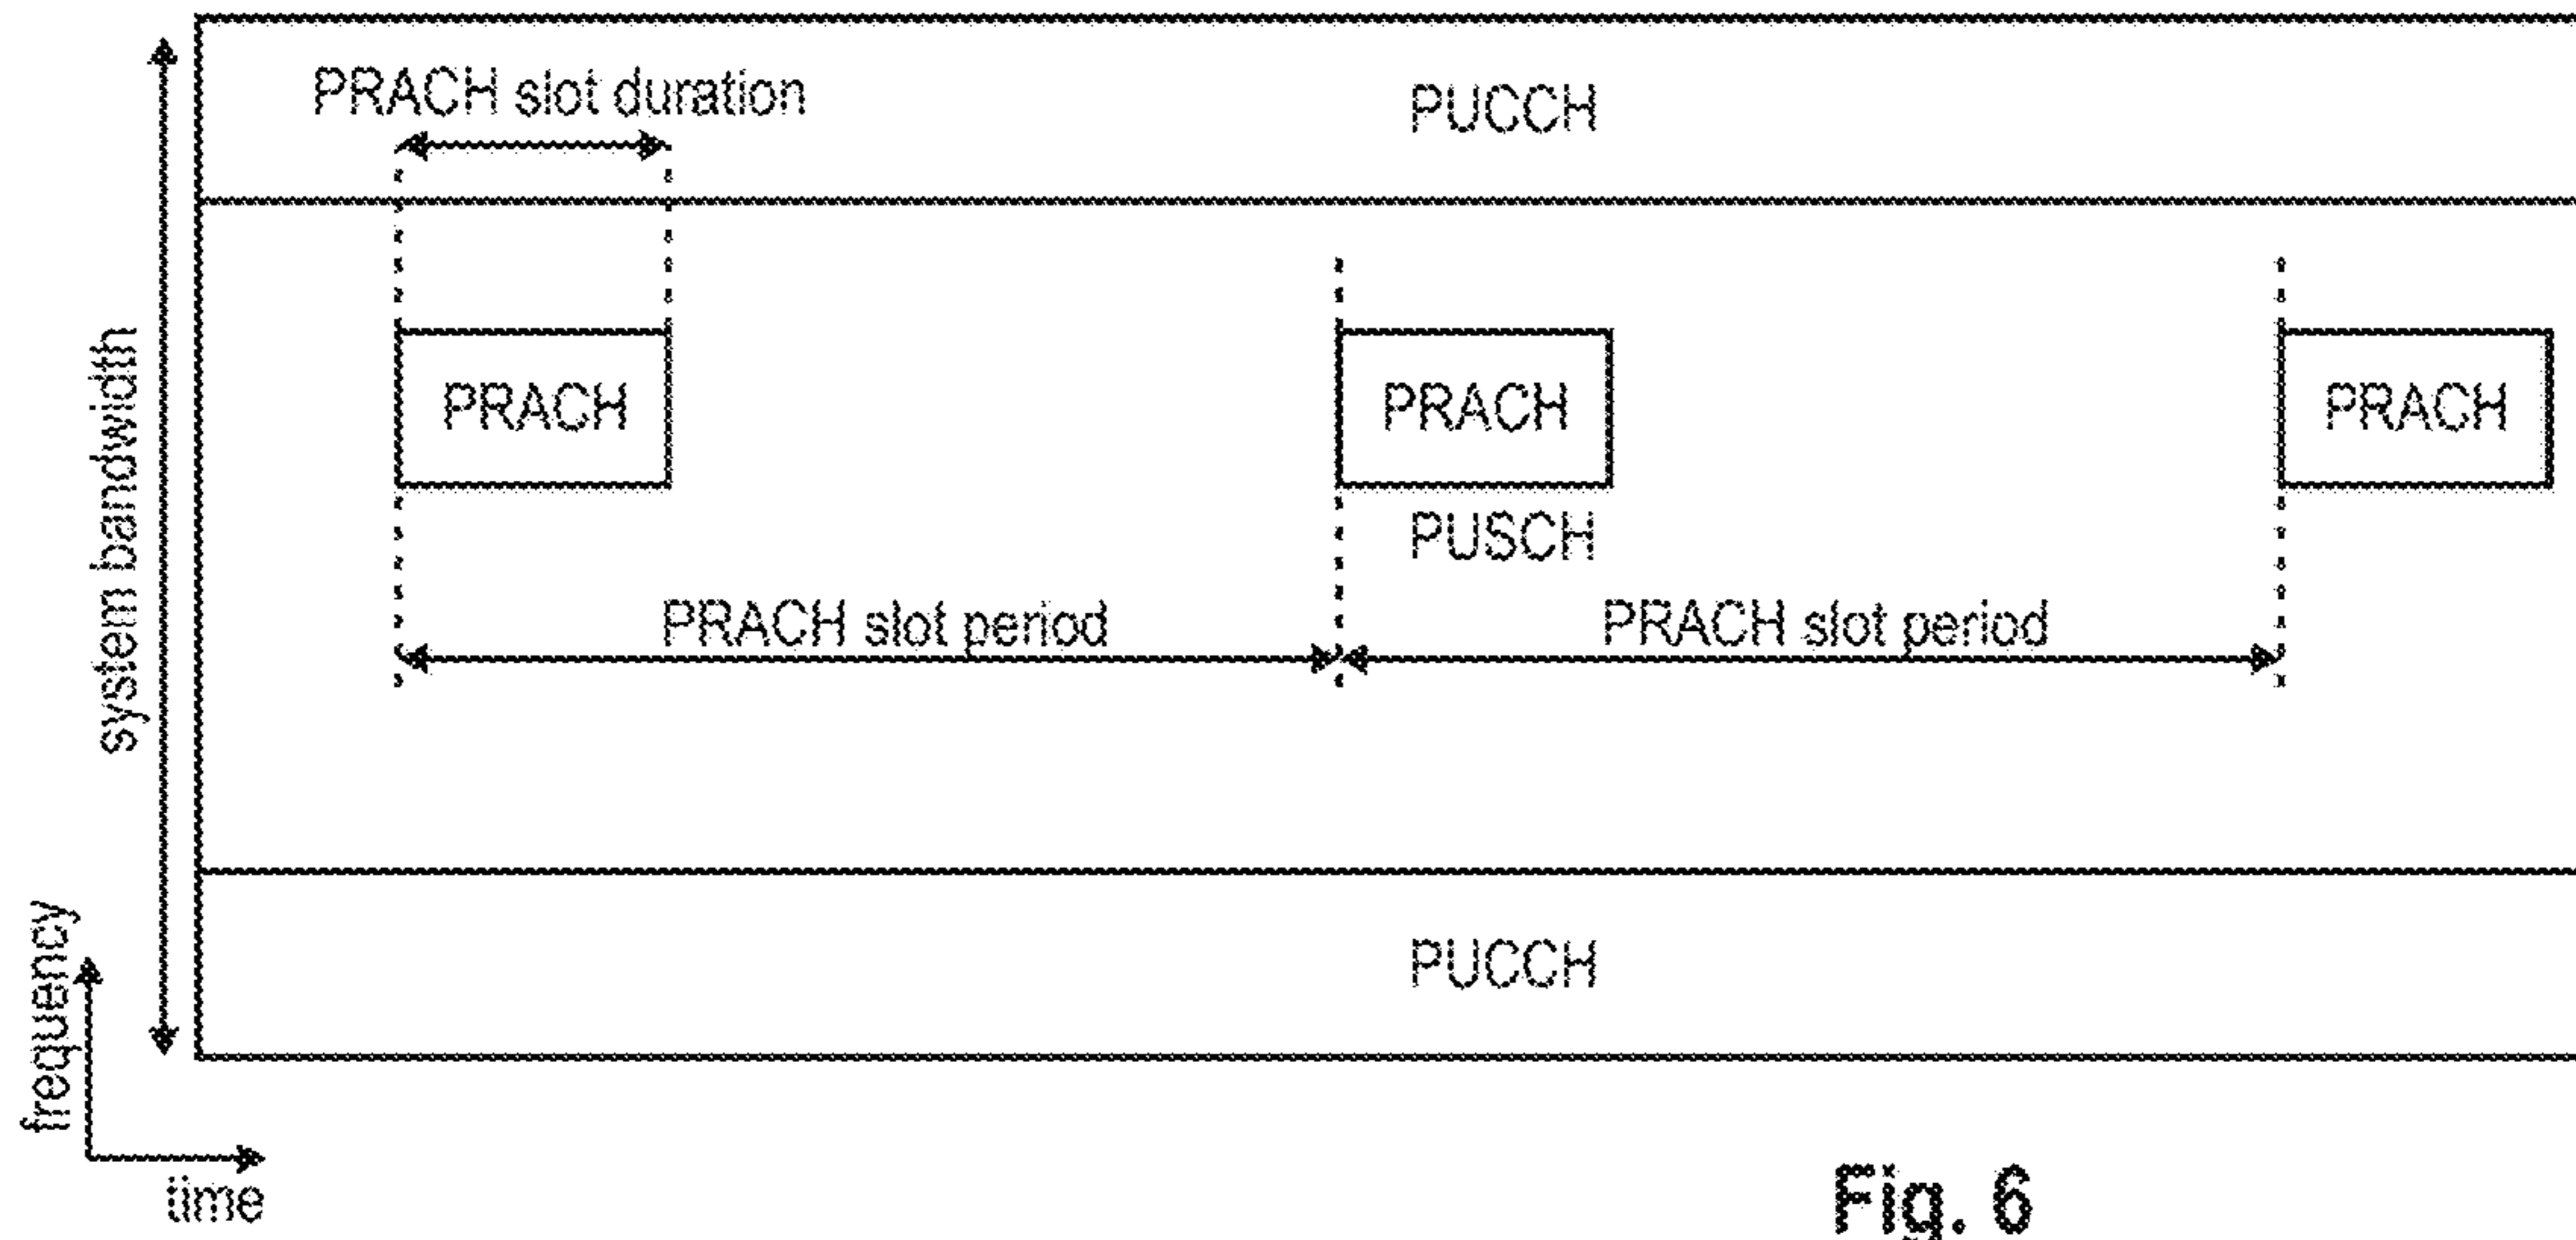 PRACH slot duration
PUCCH
PRACH
PRACH
PRACH
PUSCH
PRACH slot period
PRACH slot period
system bandwidth
PUCCH
frequency
time
Fig. 6